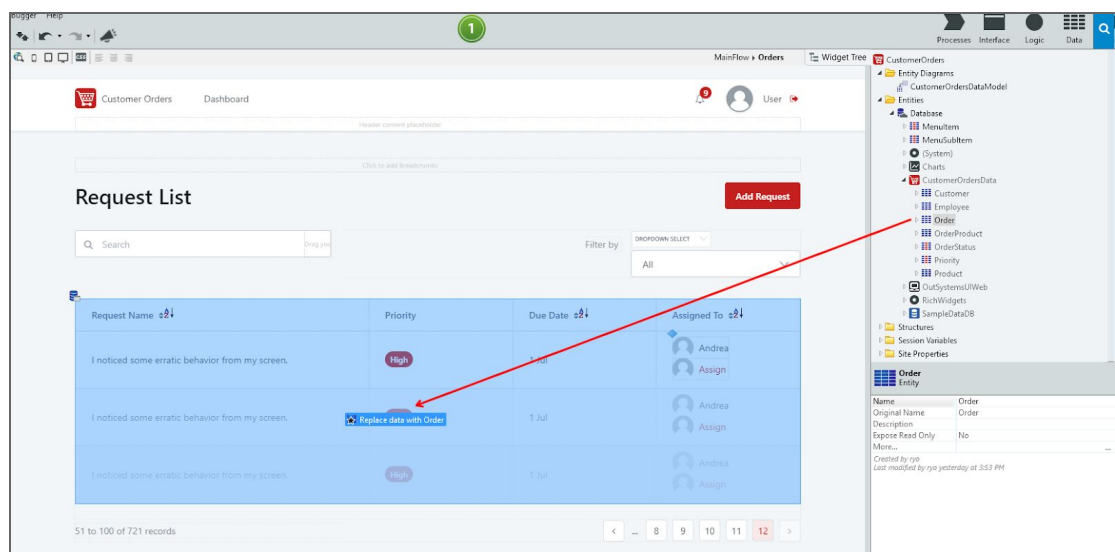 bugger Help
1
Processes Interface Logic Data
MainFlow ▸ Orders
Widget Tree
CustomerOrders
Entity Diagrams
CustomerOrdersDataModel
Entities
Database
MenuItem
MenuSubItem
(System)
Charts
CustomerOrdersData
Customer
Employee
Order
OrderProduct
OrderStatus
Priority
Product
OutSystemsUIWeb
RichWidgets
SampleDataDB
Structures
Session Variables
Site Properties
Customer Orders Dashboard
9
User
Header content placeholder
Click to add Breadcrumbs
Request List
Add Request
Search
Drag you
Filter by
DROPDOWN SELECT
All
Request Name Priority Due Date Assigned To
I noticed some erratic behavior from my screen. High 1 Jul Andrea
Assign
I noticed some erratic behavior from my screen. 1 Jul Andrea
Assign
Replace data with Order
I noticed some erratic behavior from my screen. High 1 Jul Andrea
Assign
51 to 100 of 721 records
< ... 8 9 10 11 12 >
Order
Entity
Name Order
Original Name Order
Description
Expose Read Only No
More... ...
Created by ryo
Last modified by ryo yesterday at 3:53 PM